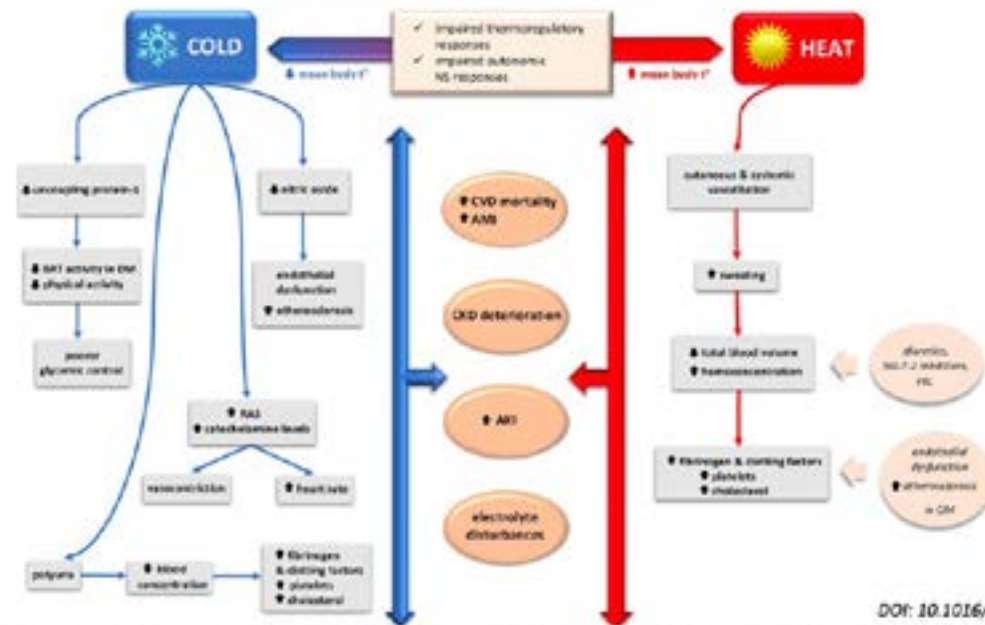 COLD
✓ impaired thermoregulatory
responses
✓ impaired autonomic
NS responses
HEAT
⬇ mean body t°
⬆ mean body t°
⬇ uncoupling protein-1
⬇ BAT activity in DM
⬇ physical activity
poorer
glycemic control
⬇ nitric oxide
endothelial
dysfunction
⬆ atherosclerosis
⬆ RAS
⬆ catecholamine levels
vasoconstriction
⬆ heart rate
polyuria
⬆ blood
concentration
⬆ fibrinogen
& clotting factors
⬆ platelets
⬆ cholesterol
⬆ CVD mortality
⬆ AMI
CKD deterioration
⬆ AKI
electrolyte
disturbances
cutaneous & systemic
vasodilation
⬆ sweating
⬇ total blood volume
⬆ hemoconcentration
diuretics,
SGLT-2 inhibitors,
etc
⬆ fibrinogen & clotting factors
⬆ platelets
⬆ cholesterol
endothelial
dysfunction
⬆ atherosclerosis
in DM
DOI: 10.1016/